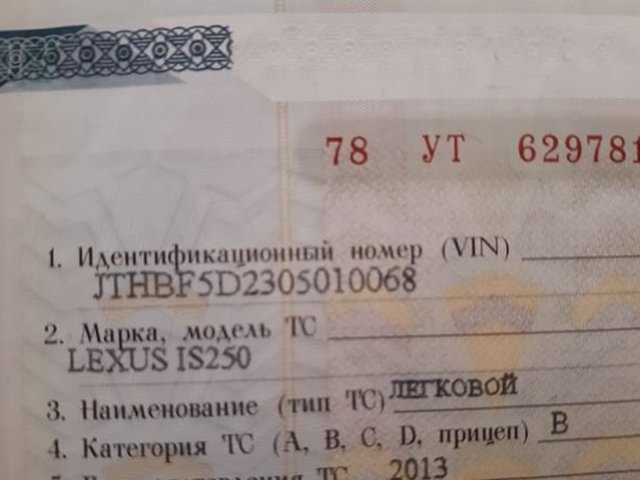 78 УТ 629781
1. Идентификационный номер (VIN)
JTHBF5D2305010068
2. Марка, модель ТС
LEXUS IS250
3. Наименование (тип ТС) ЛЕГКОВОЙ
4. Категория ТС (A, B, C, D, прицеп) B
ТС 2013